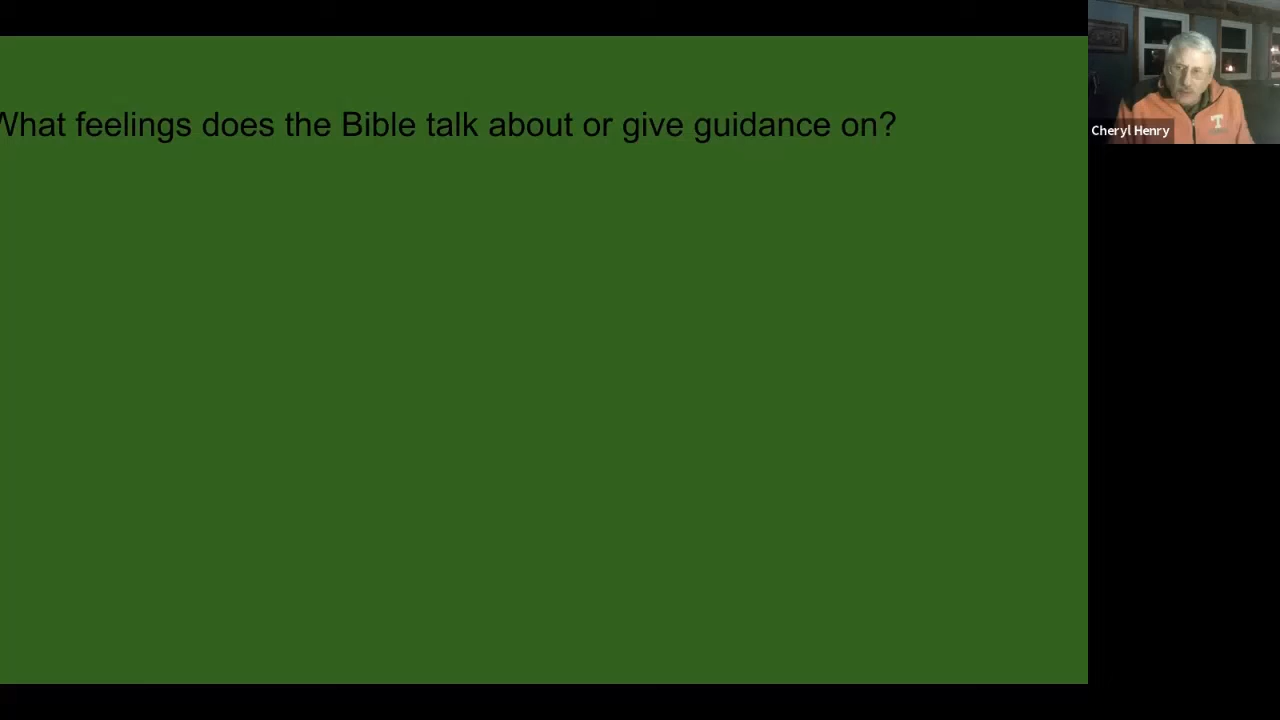 What feelings does the Bible talk about or give guidance on?
Cheryl Henry
T